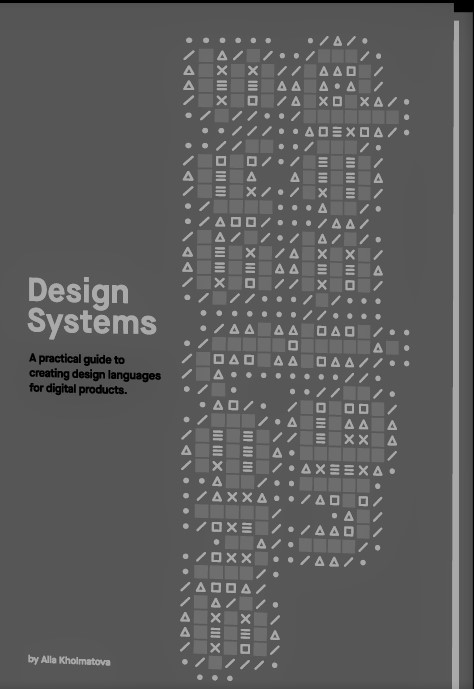 Design
Systems
A practical guide to
creating design languages
for digital products.
by Alla Kholmatova